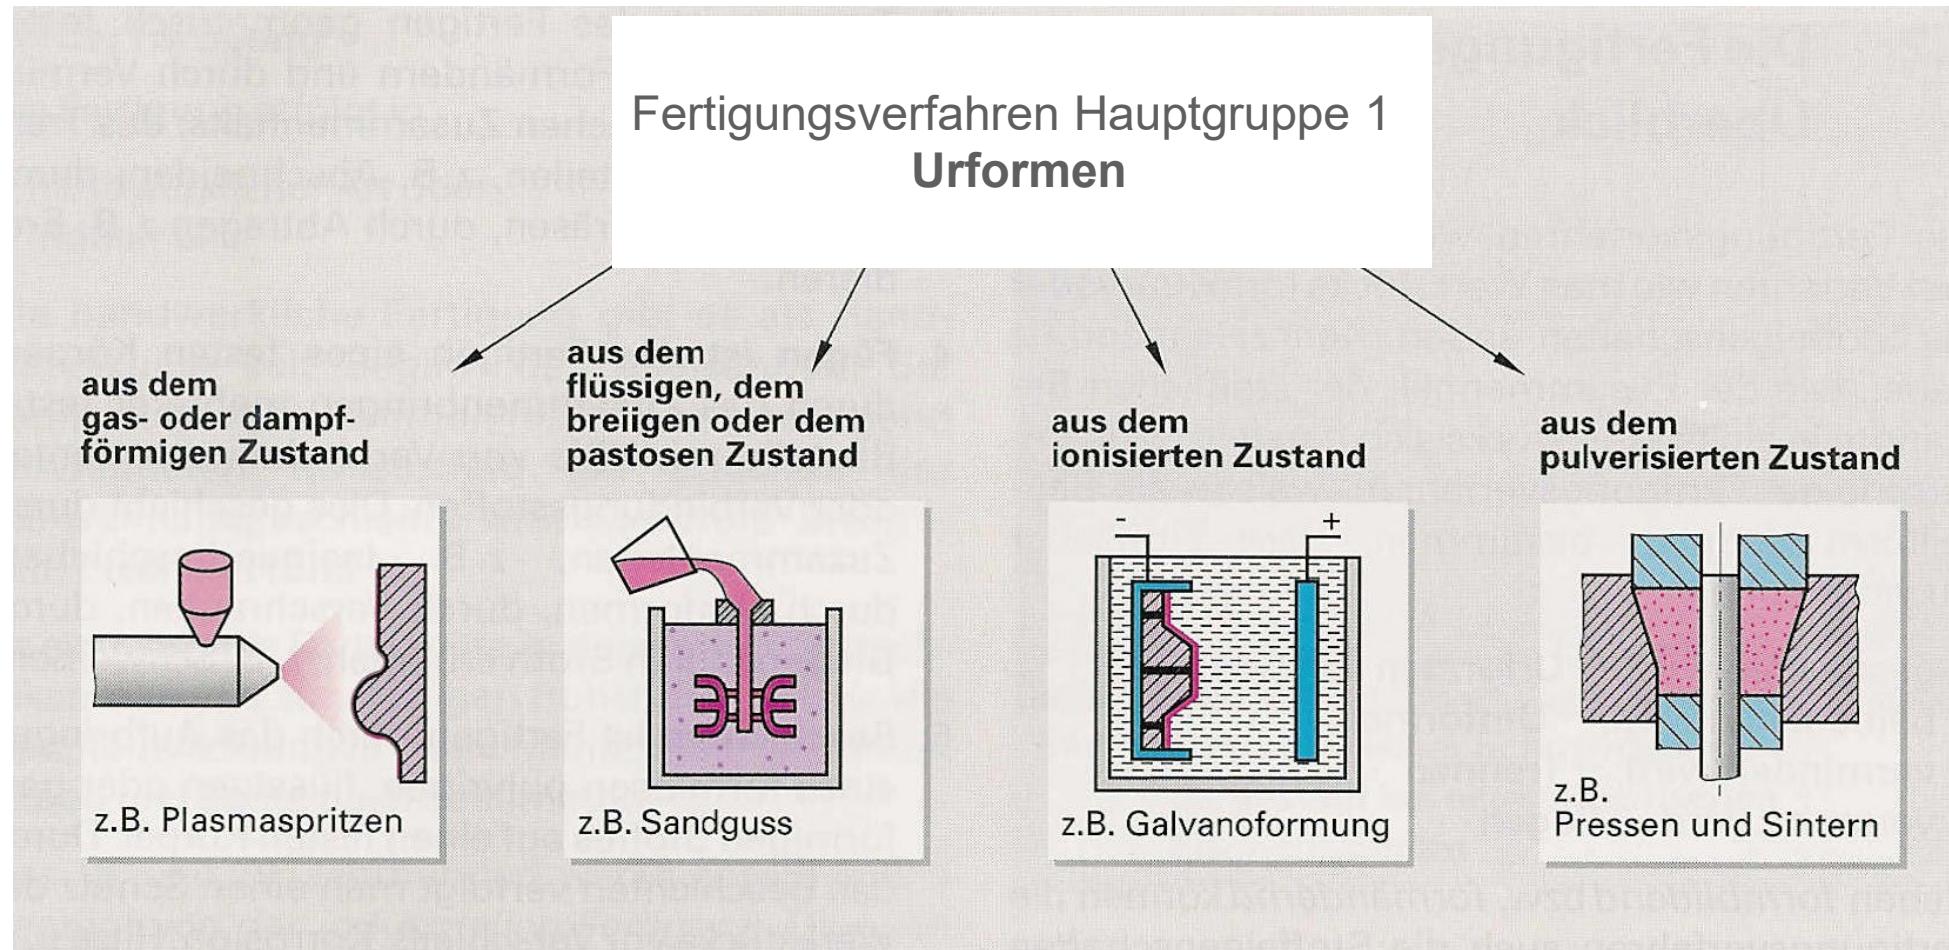 Fertigungsverfahren Hauptgruppe 1
Urformen
aus dem
gas- oder dampf-
förmigen Zustand
aus dem
flüssigen, dem
breiigen oder dem
pastosen Zustand
aus dem
ionisierten Zustand
aus dem
pulverisierten Zustand
z.B. Plasmaspritzen
z.B. Sandguss
- +
z.B. Galvanoformung
z.B.
Pressen und Sintern